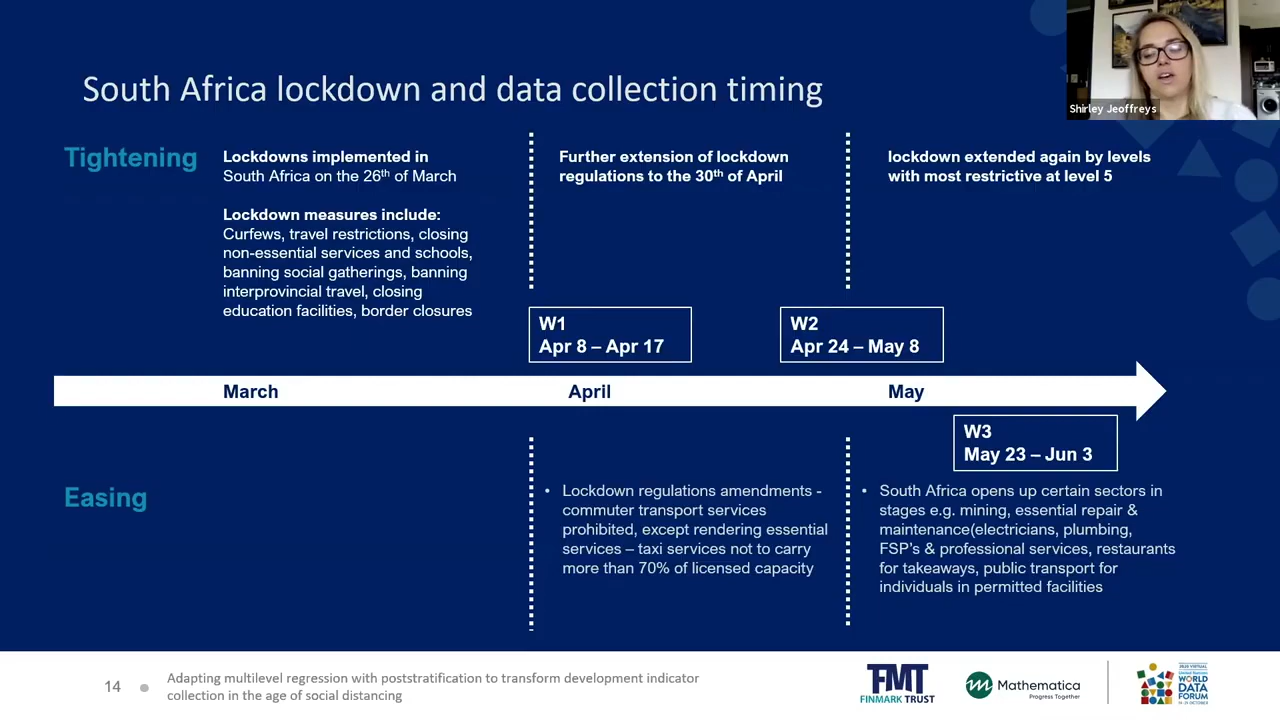 South Africa lockdown and data collection timing
Shirley Jeoffreys
Tightening
Lockdowns implemented in
South Africa on the 26th of March
Lockdown measures include:
Curfews, travel restrictions, closing
non-essential services and schools,
banning social gatherings, banning
interprovincial travel, closing
education facilities, border closures
Further extension of lockdown
regulations to the 30th of April
lockdown extended again by levels
with most restrictive at level 5
W1
Apr 8 – Apr 17
W2
Apr 24 – May 8
March
April
May
W3
May 23 – Jun 3
Easing
• Lockdown regulations amendments -
commuter transport services
prohibited, except rendering essential
services – taxi services not to carry
more than 70% of licensed capacity
• South Africa opens up certain sectors in
stages e.g. mining, essential repair &
maintenance(electricians, plumbing,
FSP's & professional services, restaurants
for takeaways, public transport for
individuals in permitted facilities
14
Adapting multilevel regression with poststratification to transform development indicator
collection in the age of social distancing
FMT
FINMARK TRUST
Mathematica
Progress Together
2020 VIRTUAL
United Nations
WORLD
DATA
FORUM